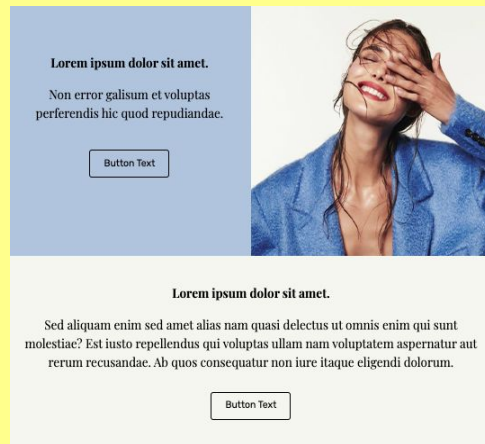 Lorem ipsum dolor sit amet.
Non error galisum et voluptas
perferendis hic quod repudiandae.
Button Text
Lorem ipsum dolor sit amet.
Sed aliquam enim sed amet alias nam quasi delectus ut omnis enim qui sunt
molestiae? Est iusto repellendus qui voluptas ullam nam voluptatem aspernatur aut
rerum recusandae. Ab quos consequatur non iure itaque eligendi dolorum.
Button Text